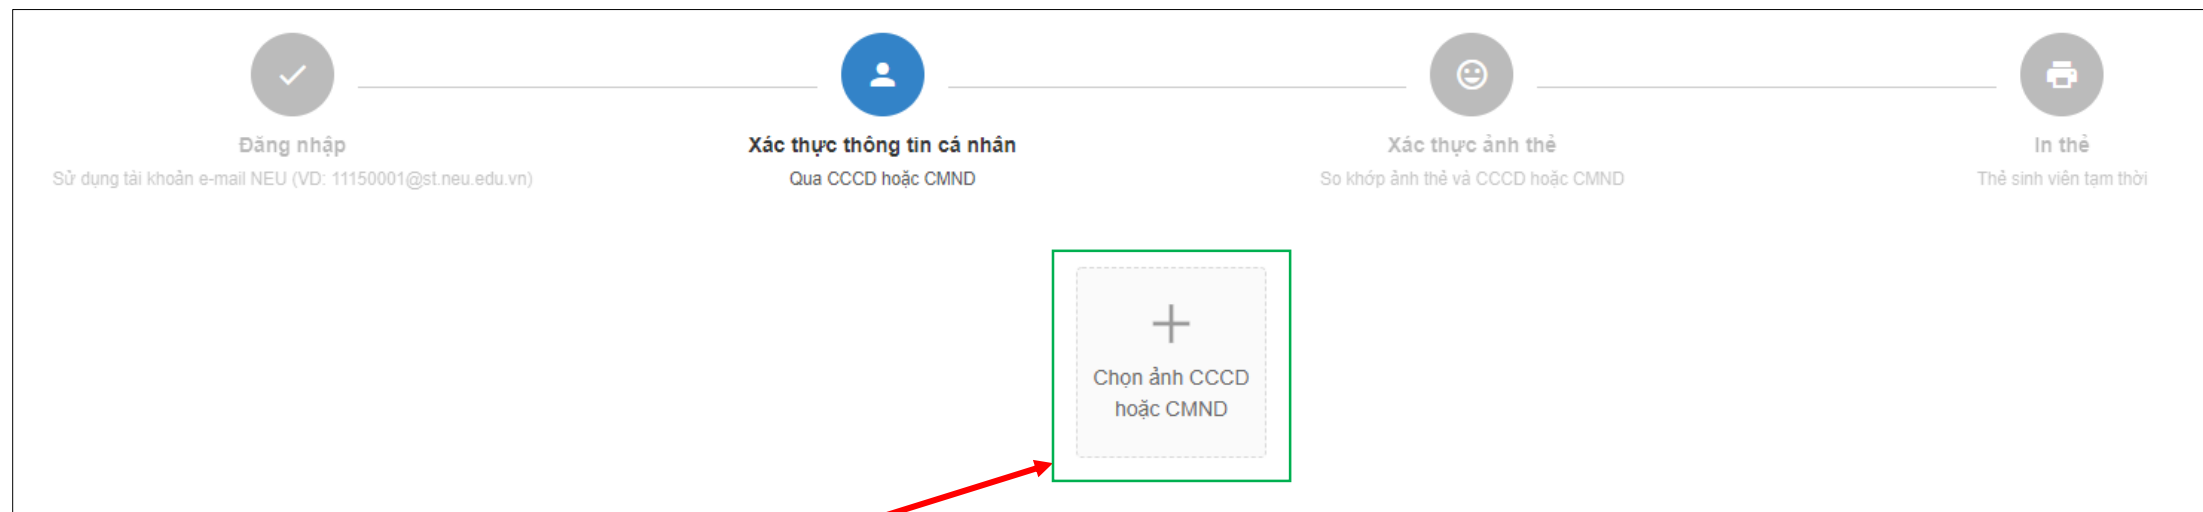 Đăng nhập
Sử dụng tài khoản e-mail NEU (VD: 11150001@st.neu.edu.vn)
Xác thực thông tin cá nhân
Qua CCCD hoặc CMND
Xác thực ảnh thẻ
So khớp ảnh thẻ và CCCD hoặc CMND
In thẻ
Thẻ sinh viên tạm thời
Chọn ảnh CCCD
hoặc CMND